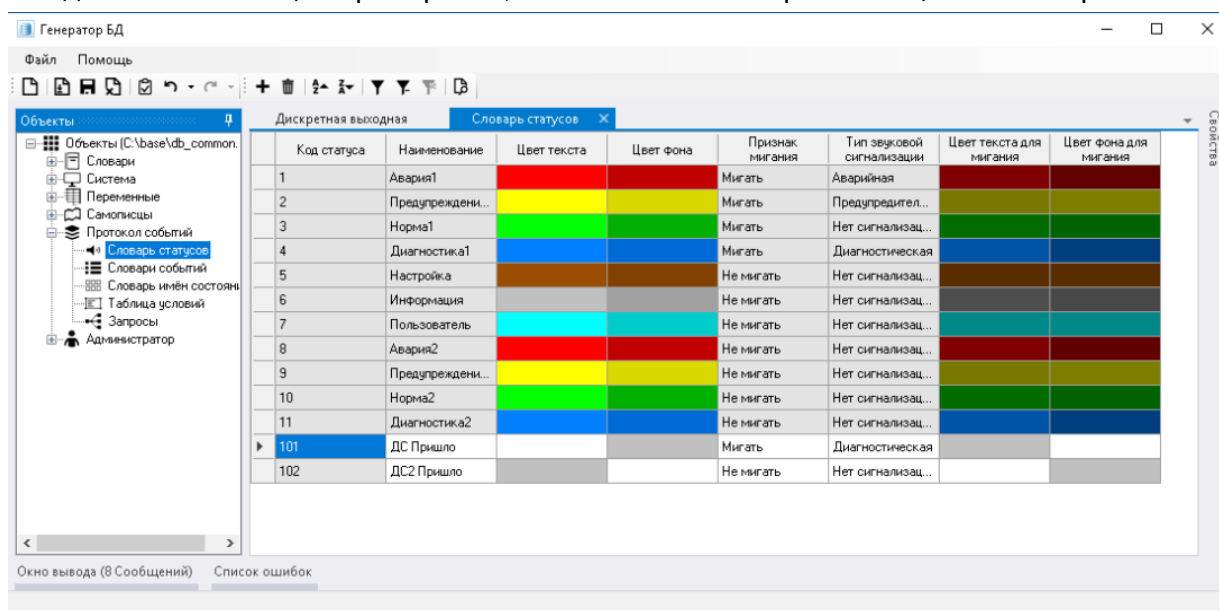 Генератор БД
Файл Помощь
Объекты
Объекты (C:\base\db_common.
Словари
Система
Переменные
Самописцы
Протокол событий
Словарь статусов
Словари событий
Словарь имён состояни
Таблица условий
Запросы
Администратор
Дискретная выходная Словарь статусов
Код статуса Наименование Цвет текста Цвет фона Признак мигания Тип звуковой сигнализации Цвет текста для мигания Цвет фона для мигания
1 Авария1 Мигать Аварийная
2 Предупреждени... Мигать Предупредител...
3 Норма1 Мигать Нет сигнализац...
4 Диагностика1 Мигать Диагностическая
5 Настройка Не мигать Нет сигнализац...
6 Информация Не мигать Нет сигнализац...
7 Пользователь Не мигать Нет сигнализац...
8 Авария2 Не мигать Нет сигнализац...
9 Предупреждени... Не мигать Нет сигнализац...
10 Норма2 Не мигать Нет сигнализац...
11 Диагностика2 Не мигать Нет сигнализац...
101 ДС Пришло Мигать Диагностическая
102 ДС2 Пришло Не мигать Нет сигнализац...
Свойства
Окно вывода (8 Сообщений) Список ошибок